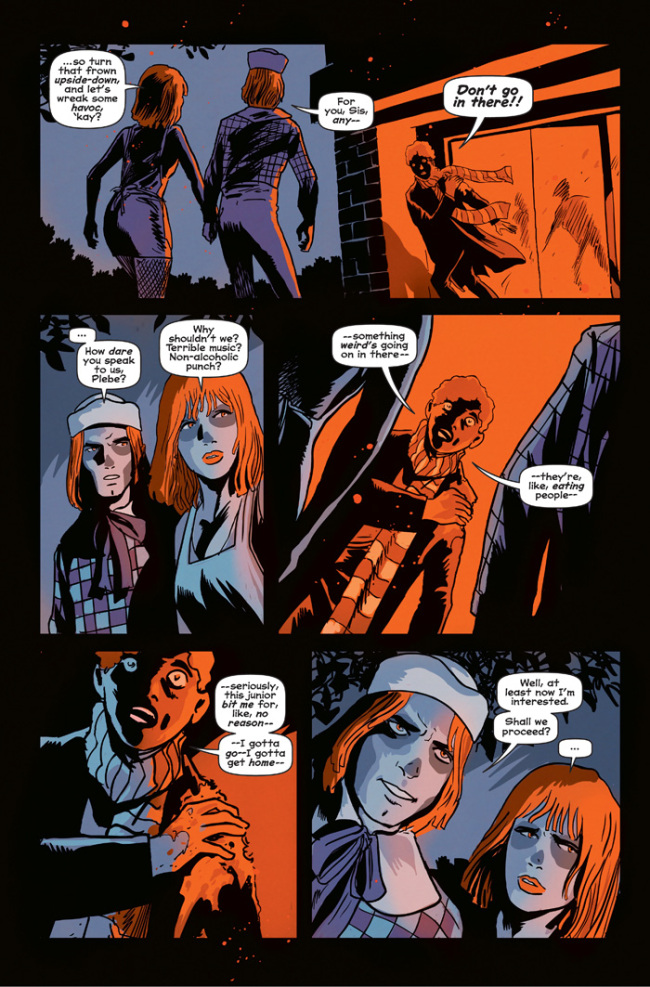 ...so turn
that frown
upside-down,
and let's
wreak some
havoc,
'kay?
For
you, Sis,
any--
Don't go
in there!!
...
How dare
you speak
to us,
Plebe?
Why
shouldn't we?
Terrible music?
Non-alcoholic
punch?
--something
weird's going
on in there--
--they're,
like, eating
people--
--seriously,
this junior
bit me for,
like, no
reason--
--I gotta
go--I gotta
get home--
Well, at
least now I'm
interested.
Shall we
proceed?
...